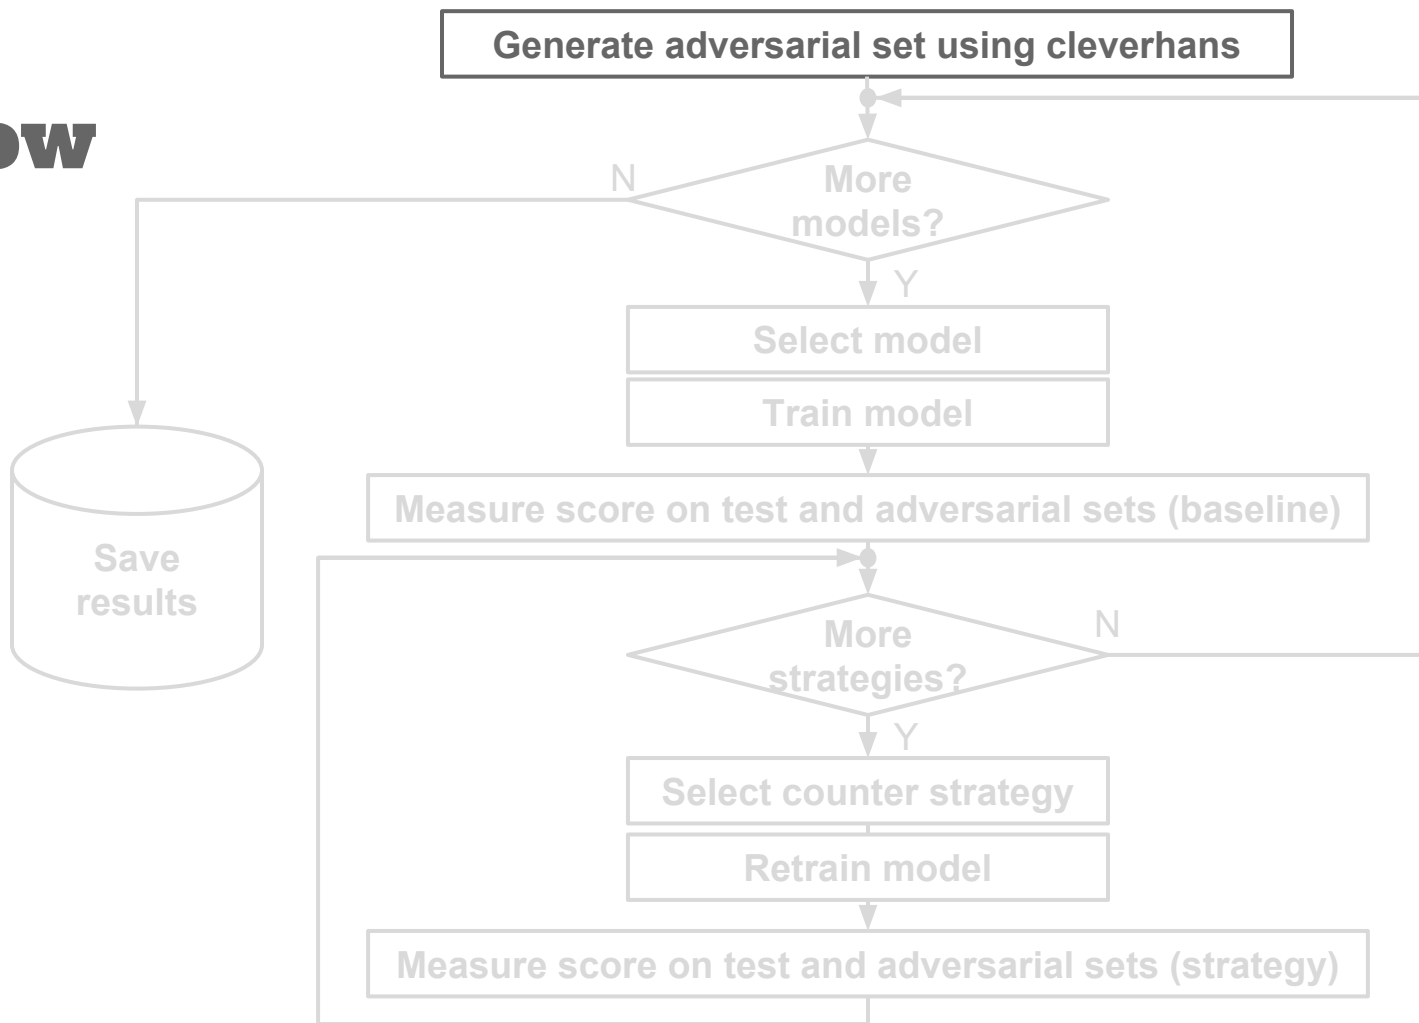 Generate adversarial set using cleverhans
ow
N
More
models?
Y
Select model
Train model
Measure score on test and adversarial sets (baseline)
Save
results
More
strategies?
N
Y
Select counter strategy
Retrain model
Measure score on test and adversarial sets (strategy)